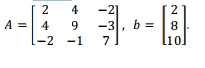 A = [ 2 4 -2
4 9 -3
-2 -1 7 ], b = [ 2
8
10 ]